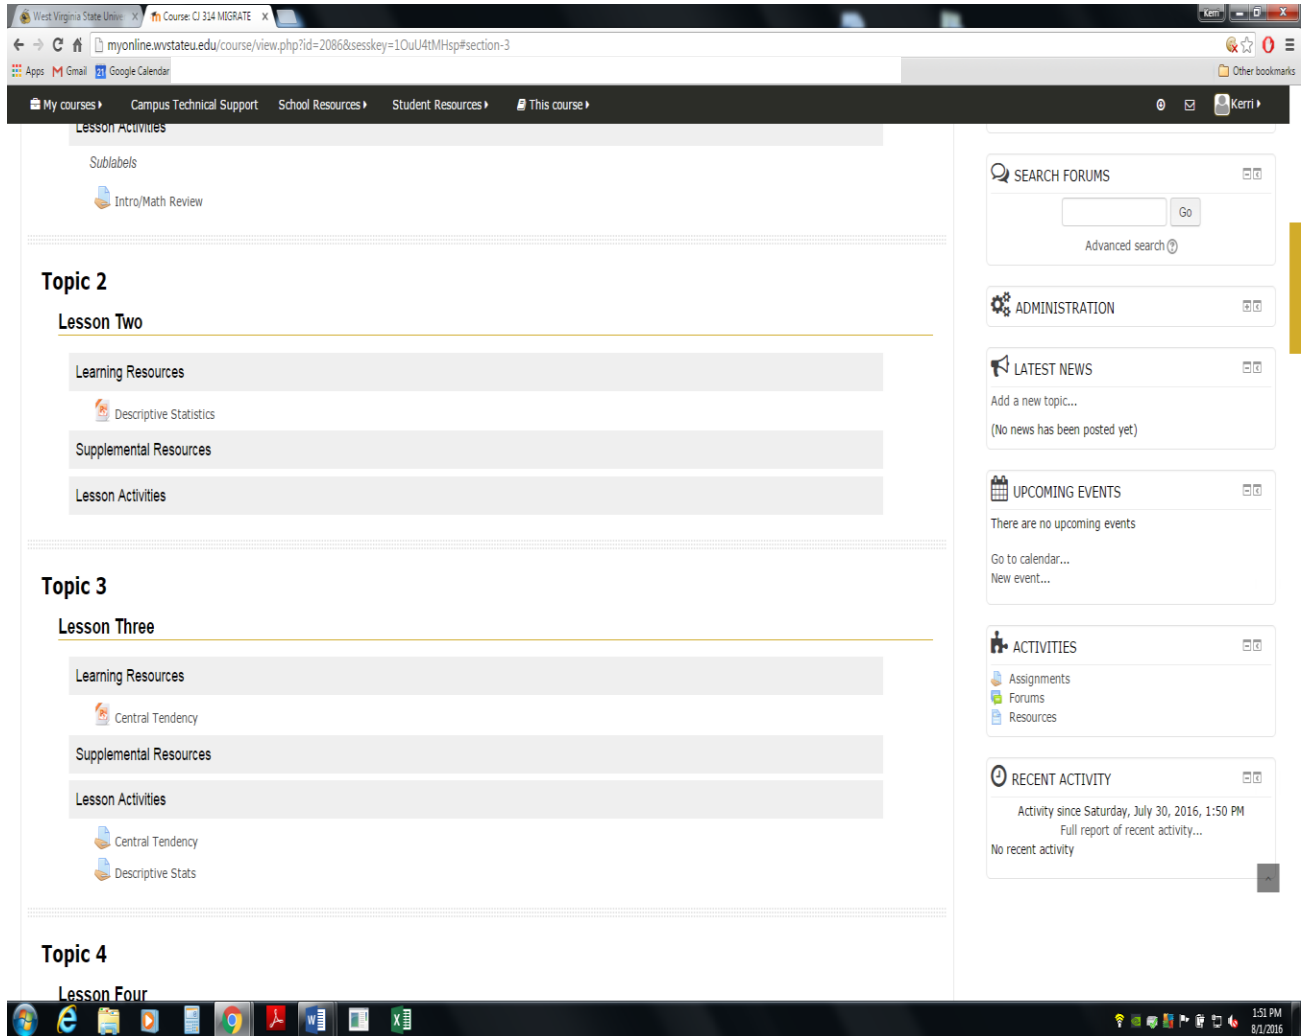 West Virginia State Unive
Course: CJ 314 MIGRATE
Kerri
myonline.wvstateu.edu/course/view.php?id=2086&sesskey=1OuU4tMHsp#section-3
Apps
Gmail
21
Google Calendar
Other bookmarks
My courses
Campus Technical Support
School Resources
Student Resources
This course
Kerri
Lesson Activities
Sublabels
Intro/Math Review
Topic 2
Lesson Two
Learning Resources
Descriptive Statistics
Supplemental Resources
Lesson Activities
Topic 3
Lesson Three
Learning Resources
Central Tendency
Supplemental Resources
Lesson Activities
Central Tendency
Descriptive Stats
Topic 4
Lesson Four
SEARCH FORUMS
Go
Advanced search
ADMINISTRATION
LATEST NEWS
Add a new topic...
(No news has been posted yet)
UPCOMING EVENTS
There are no upcoming events
Go to calendar...
New event...
ACTIVITIES
Assignments
Forums
Resources
RECENT ACTIVITY
Activity since Saturday, July 30, 2016, 1:50 PM
Full report of recent activity...
No recent activity
1:51 PM
8/1/2016